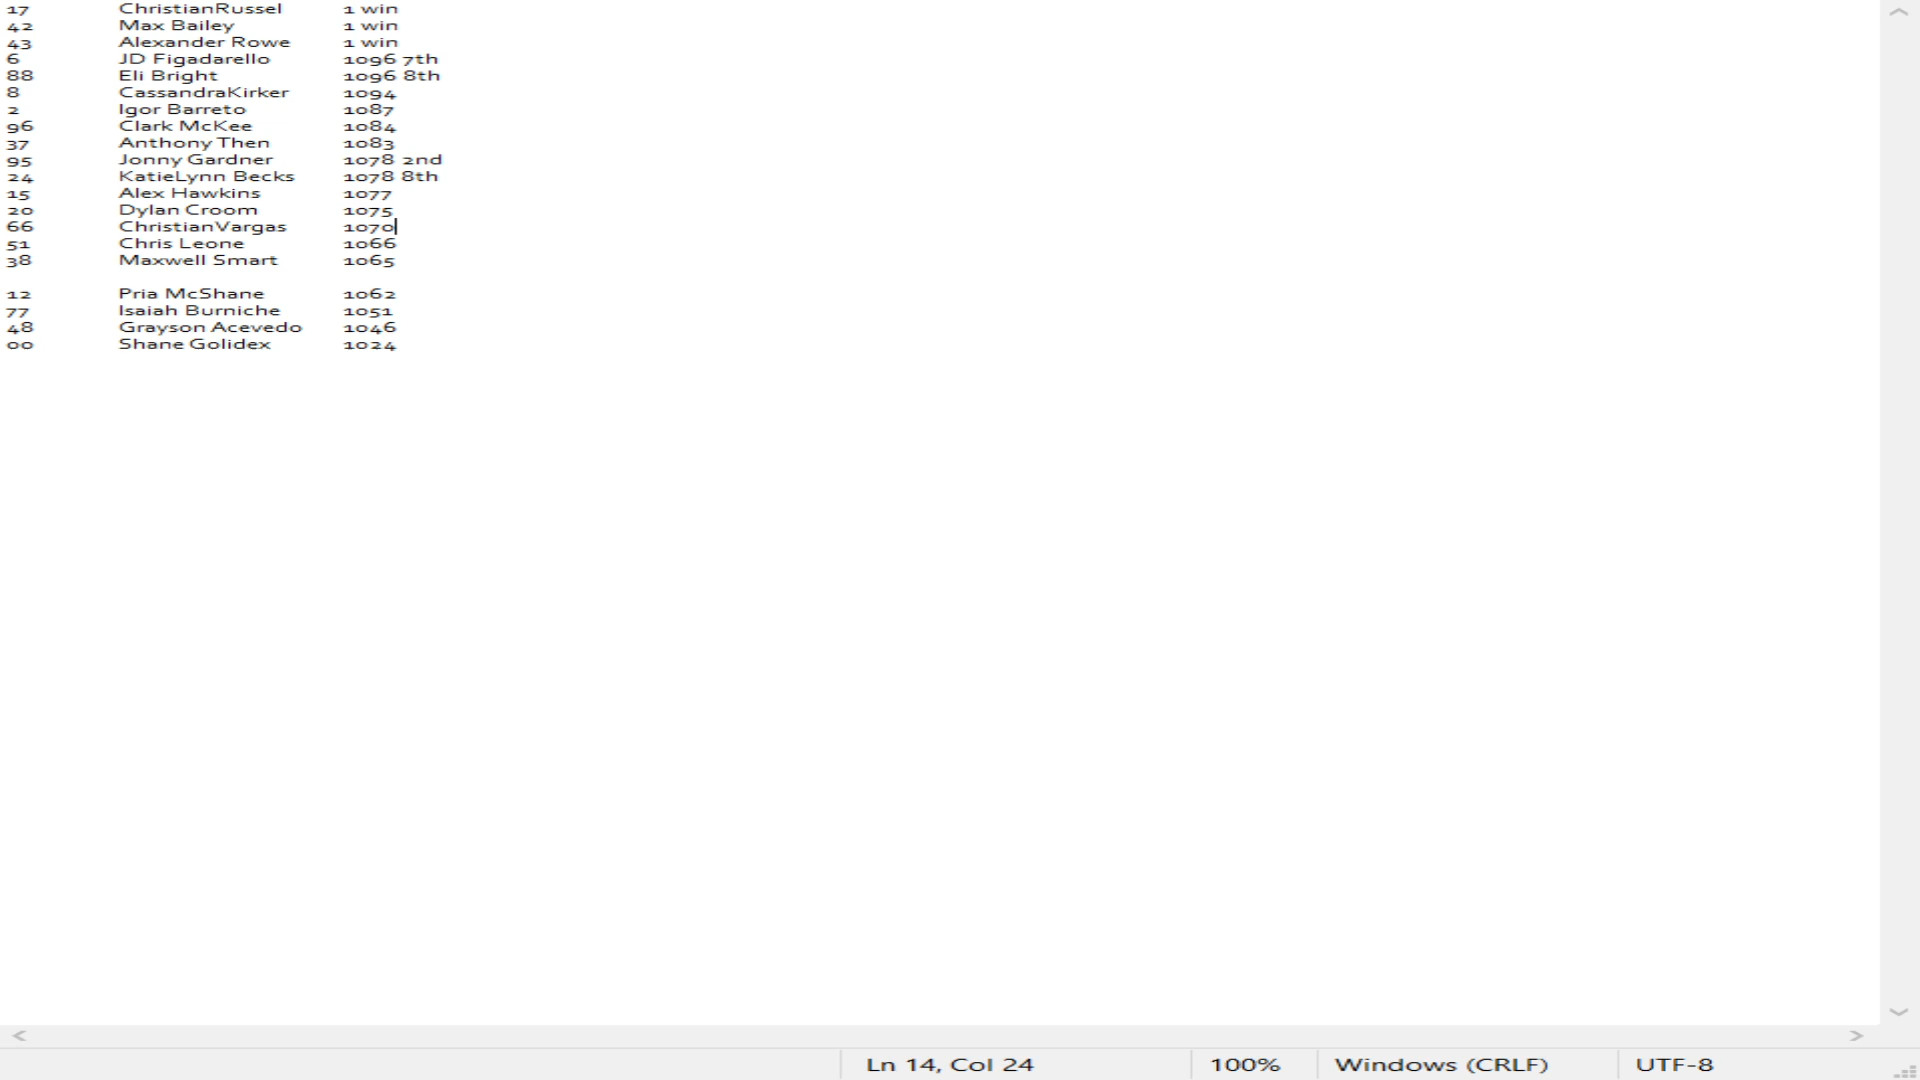 17 ChristianRussel 1 win
42 Max Bailey 1 win
43 Alexander Rowe 1 win
6 JD Figadarello 1096 7th
88 Eli Bright 1096 8th
8 CassandraKirker 1094
2 Igor Barreto 1087
96 Clark McKee 1084
37 Anthony Then 1083
95 Jonny Gardner 1078 2nd
24 KatieLynn Becks 1078 8th
15 Alex Hawkins 1077
20 Dylan Croom 1075
66 ChristianVargas 1070
51 Chris Leone 1066
38 Maxwell Smart 1065
12 Pria McShane 1062
77 Isaiah Burniche 1051
48 Grayson Acevedo 1046
00 Shane Golidex 1024
Ln 14, Col 24 100% Windows (CRLF) UTF-8